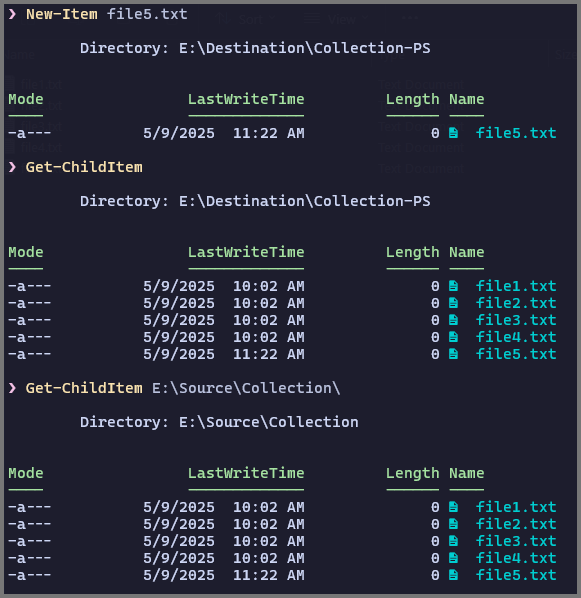 ❯ New-Item file5.txt
Directory: E:\Destination\Collection-PS
Mode LastWriteTime Length Name
---- ------------- ------ ----
-a--- 5/9/2025 11:22 AM 0 file5.txt
❯ Get-ChildItem
Directory: E:\Destination\Collection-PS
Mode LastWriteTime Length Name
---- ------------- ------ ----
-a--- 5/9/2025 10:02 AM 0 file1.txt
-a--- 5/9/2025 10:02 AM 0 file2.txt
-a--- 5/9/2025 10:02 AM 0 file3.txt
-a--- 5/9/2025 10:02 AM 0 file4.txt
-a--- 5/9/2025 11:22 AM 0 file5.txt
❯ Get-ChildItem E:\Source\Collection\
Directory: E:\Source\Collection
Mode LastWriteTime Length Name
---- ------------- ------ ----
-a--- 5/9/2025 10:02 AM 0 file1.txt
-a--- 5/9/2025 10:02 AM 0 file2.txt
-a--- 5/9/2025 10:02 AM 0 file3.txt
-a--- 5/9/2025 10:02 AM 0 file4.txt
-a--- 5/9/2025 11:22 AM 0 file5.txt